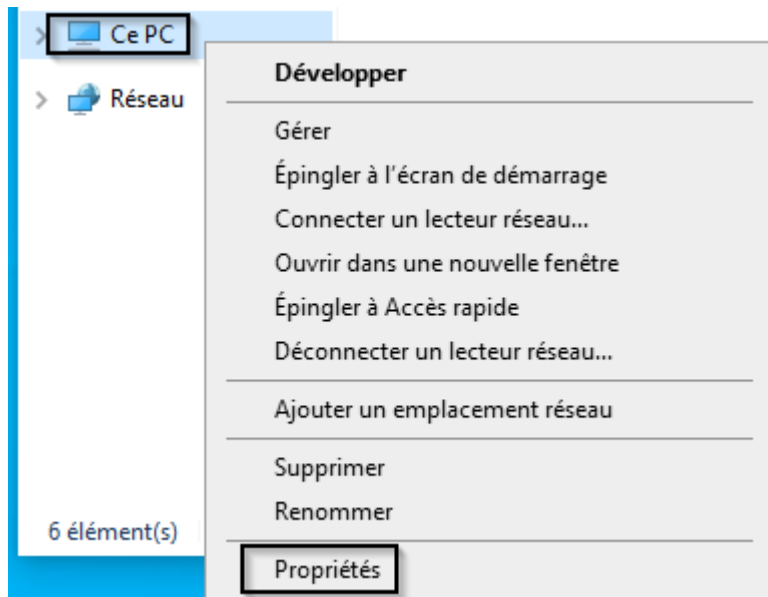 Ce PC
Réseau
Développer
Gérer
Épingler à l'écran de démarrage
Connecter un lecteur réseau...
Ouvrir dans une nouvelle fenêtre
Épingler à Accès rapide
Déconnecter un lecteur réseau...
Ajouter un emplacement réseau
Supprimer
Renommer
6 élément(s)
Propriétés